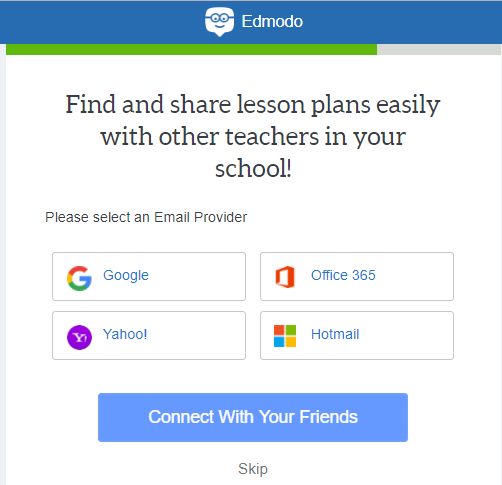 Edmodo
Find and share lesson plans easily
with other teachers in your
school!
Please select an Email Provider
Google
Office 365
Yahoo!
Hotmail
Connect With Your Friends
Skip